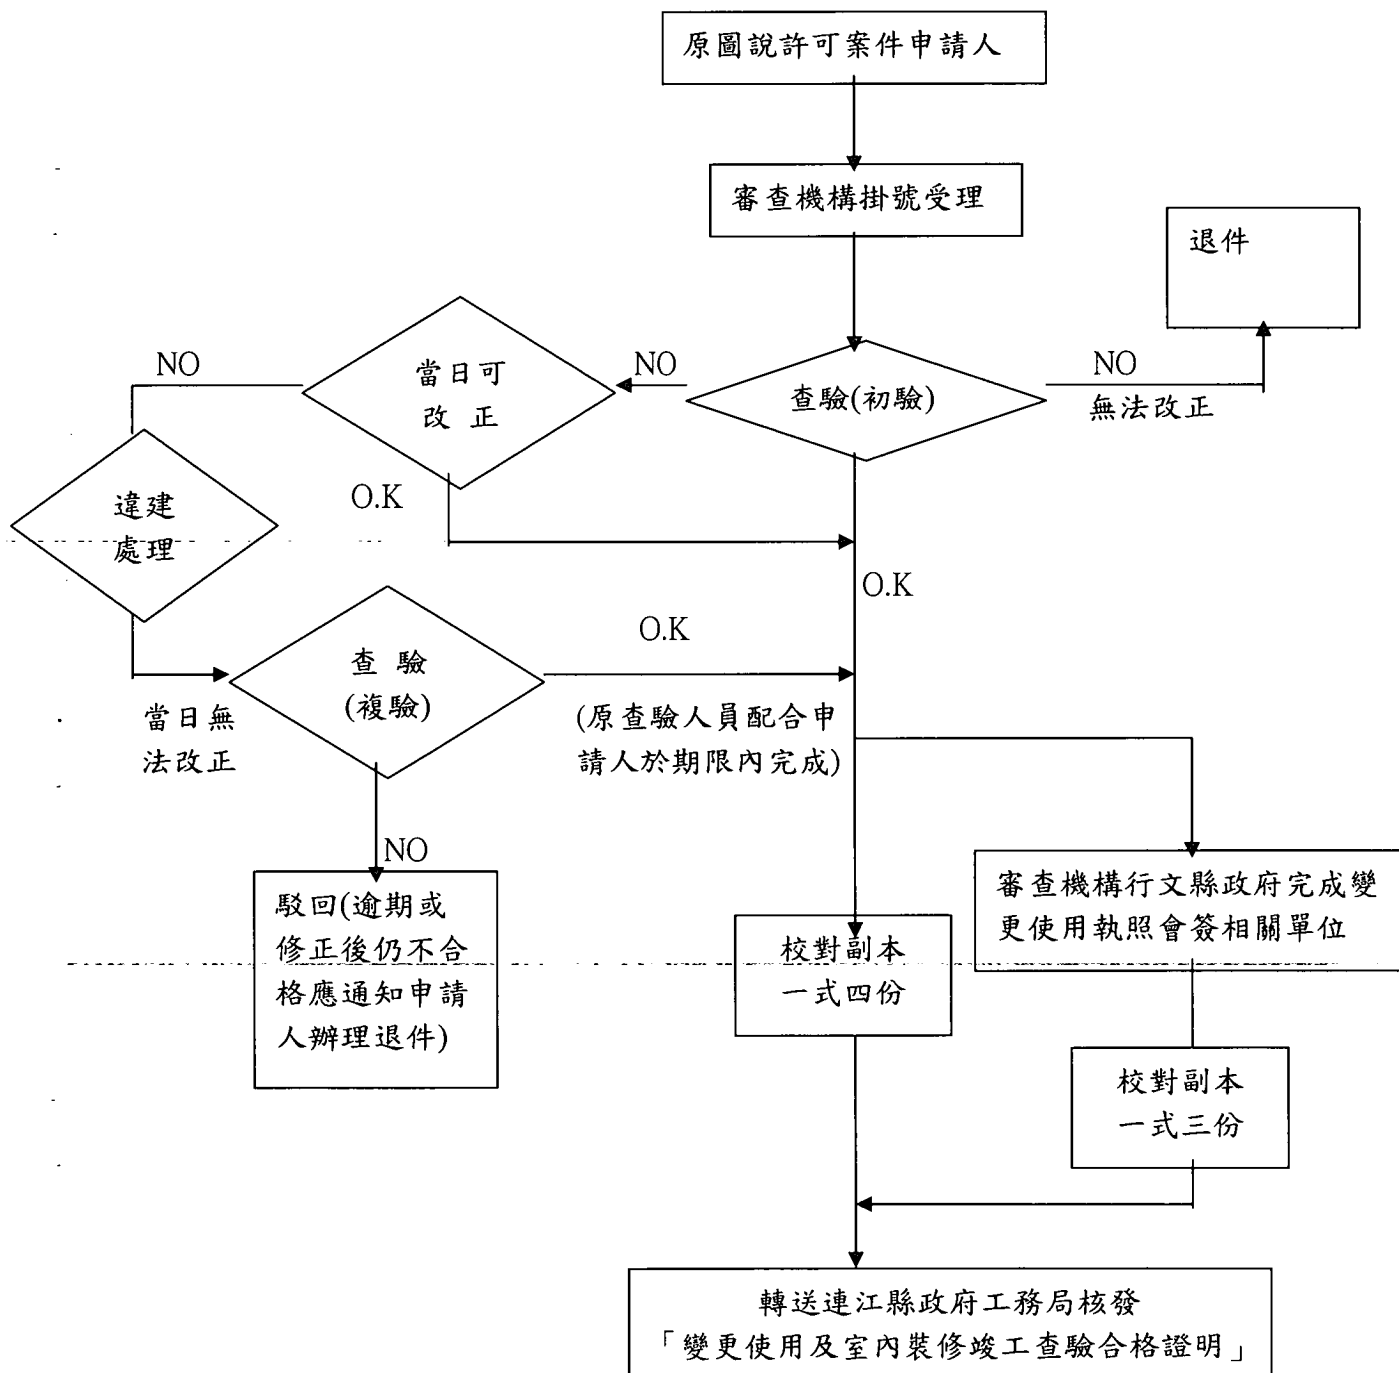 原圖說許可案件申請人
審查機構掛號受理
退件
查驗(初驗)
NO
無法改正
NO
當日可
改 正
NO
O.K
違建
處理
O.K
當日無
法改正
查 驗
(複驗)
O.K
(原查驗人員配合申
請人於期限內完成)
NO
駁回(逾期或
修正後仍不合
格應通知申請
人辦理退件)
校對副本
一式四份
審查機構行文縣政府完成變
更使用執照會簽相關單位
校對副本
一式三份
轉送連江縣政府工務局核發
「變更使用及室內裝修竣工查驗合格證明」